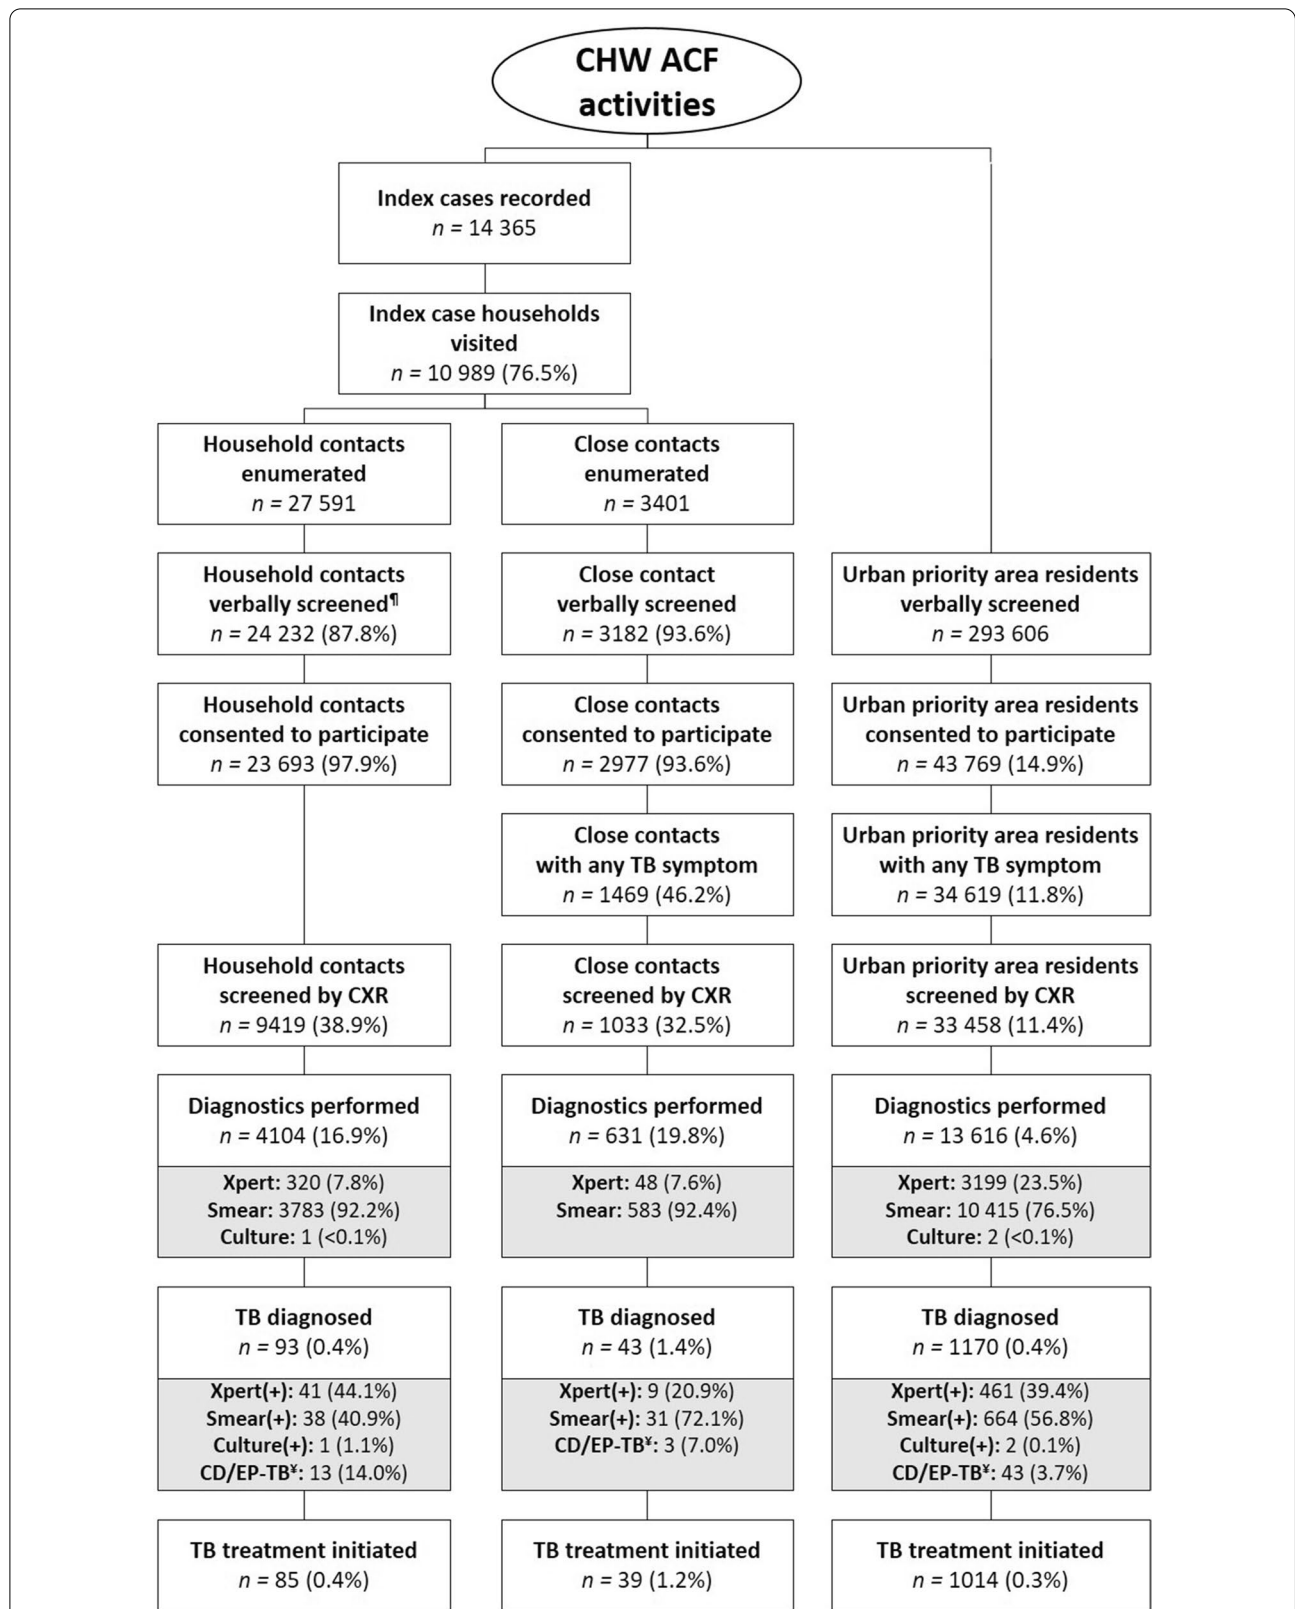 CHW ACF
activities
Index cases recorded
n = 14 365
Index case households
visited
n = 10 989 (76.5%)
Household contacts
enumerated
n = 27 591
Close contacts
enumerated
n = 3401
Household contacts
verbally screened¶
n = 24 232 (87.8%)
Close contact
verbally screened
n = 3182 (93.6%)
Urban priority area residents
verbally screened
n = 293 606
Household contacts
consented to participate
n = 23 693 (97.9%)
Close contacts
consented to participate
n = 2977 (93.6%)
Urban priority area residents
consented to participate
n = 43 769 (14.9%)
Close contacts
with any TB symptom
n = 1469 (46.2%)
Urban priority area residents
with any TB symptom
n = 34 619 (11.8%)
Household contacts
screened by CXR
n = 9419 (38.9%)
Close contacts
screened by CXR
n = 1033 (32.5%)
Urban priority area residents
screened by CXR
n = 33 458 (11.4%)
Diagnostics performed
n = 4104 (16.9%)
Xpert: 320 (7.8%)
Smear: 3783 (92.2%)
Culture: 1 (<0.1%)
Diagnostics performed
n = 631 (19.8%)
Xpert: 48 (7.6%)
Smear: 583 (92.4%)
Diagnostics performed
n = 13 616 (4.6%)
Xpert: 3199 (23.5%)
Smear: 10 415 (76.5%)
Culture: 2 (<0.1%)
TB diagnosed
n = 93 (0.4%)
Xpert(+): 41 (44.1%)
Smear(+): 38 (40.9%)
Culture(+): 1 (1.1%)
CD/EP-TB¥: 13 (14.0%)
TB diagnosed
n = 43 (1.4%)
Xpert(+): 9 (20.9%)
Smear(+): 31 (72.1%)
CD/EP-TB¥: 3 (7.0%)
TB diagnosed
n = 1170 (0.4%)
Xpert(+): 461 (39.4%)
Smear(+): 664 (56.8%)
Culture(+): 2 (0.1%)
CD/EP-TB¥: 43 (3.7%)
TB treatment initiated
n = 85 (0.4%)
TB treatment initiated
n = 39 (1.2%)
TB treatment initiated
n = 1014 (0.3%)